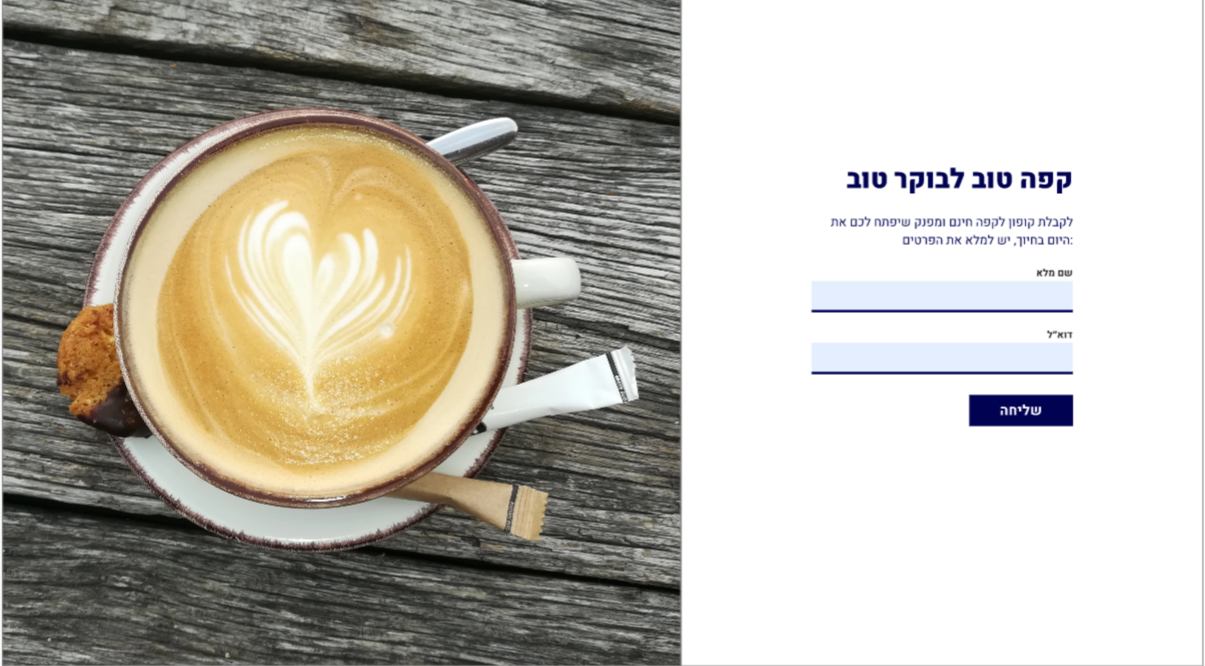 קפה טוב לבוקר טוב
לקבלת קופון לקפה חינם ומפנק שיפתח לכם את
היום בחיוך, יש למלא את הפרטים:
שם מלא
דוא״ל
שליחה